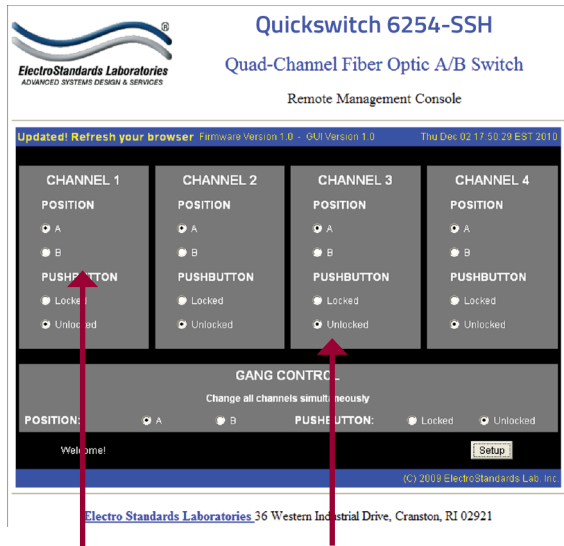 Quickswitch 6254-SSH
®
ElectroStandards Laboratories
ADVANCED SYSTEMS DESIGN & SERVICES
Quad-Channel Fiber Optic A/B Switch
Remote Management Console
Updated! Refresh your browser Firmware Version 1.0 - GUI Version 1.0 Thu Dec 02 17:50:29 EST 2010
CHANNEL 1 CHANNEL 2 CHANNEL 3 CHANNEL 4
POSITION POSITION POSITION POSITION
A A A A
B B B B
PUSHBUTTON PUSHBUTTON PUSHBUTTON PUSHBUTTON
Locked Locked Locked Locked
Unlocked Unlocked Unlocked Unlocked
GANG CONTROL
Change all channels simultaneously
POSITION: A B PUSHBUTTON: Locked Unlocked
Welcome! Setup
(C) 2009 ElectroStandards Lab. Inc.
Electro Standards Laboratories 36 Western Industrial Drive, Cranston, RI 02921